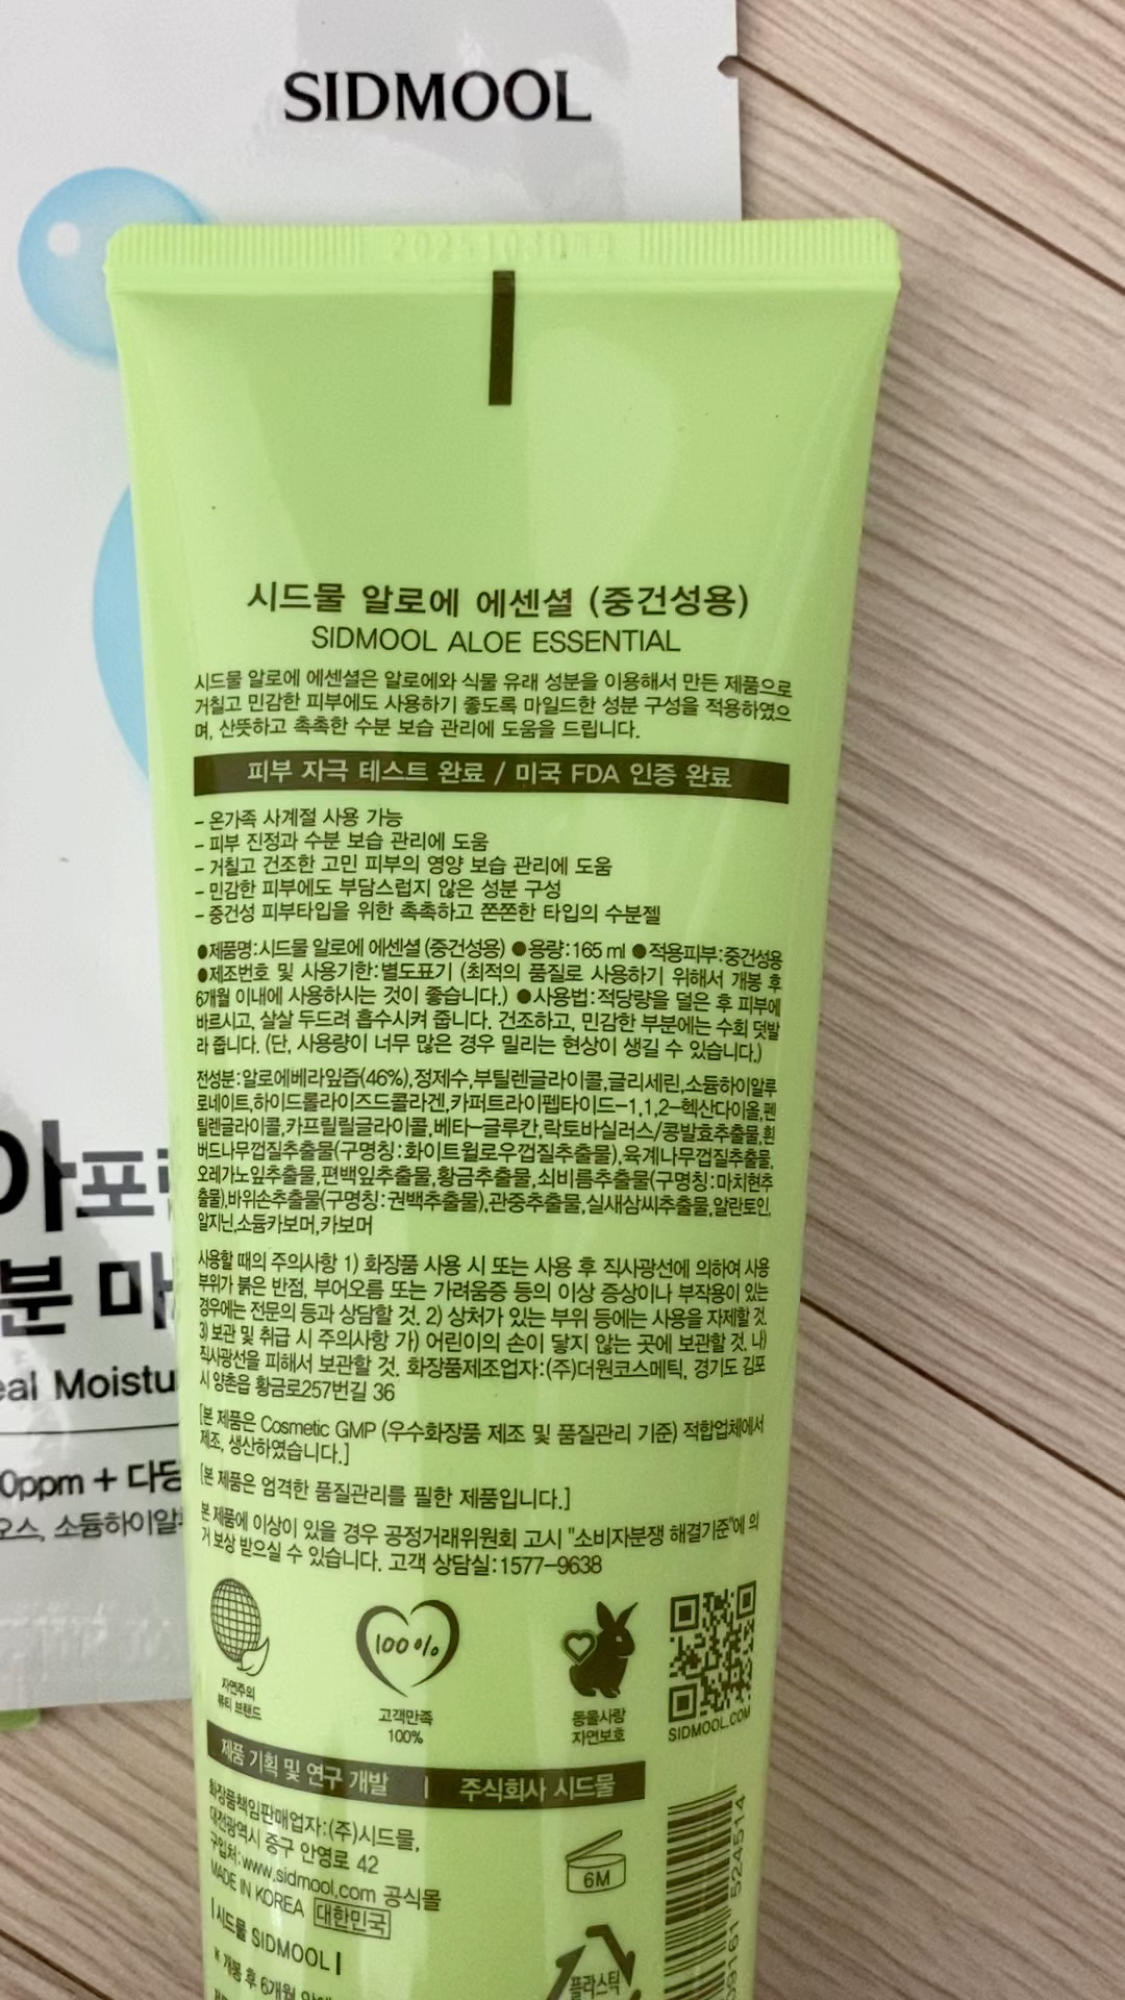 SIDMOOL
20251030까지
시드물 알로에 에센셜 (중건성용)
SIDMOOL ALOE ESSENTIAL
시드물 알로에 에센셜은 알로에와 식물 유래 성분을 이용해서 만든 제품으로
거칠고 민감한 피부에도 사용하기 좋도록 마일드한 성분 구성을 적용하였으
며, 산뜻하고 촉촉한 수분 보습 관리에 도움을 드립니다.
피부 자극 테스트 완료 / 미국 FDA 인증 완료
- 온가족 사계절 사용 가능
- 피부 진정과 수분 보습 관리에 도움
- 거칠고 건조한 고민 피부의 영양 보습 관리에 도움
- 민감한 피부에도 부담스럽지 않은 성분 구성
- 중건성 피부타입을 위한 촉촉하고 쫀쫀한 타입의 수분젤
●제품명:시드물 알로에 에센셜 (중건성용) ●용량:165 ml ●적용피부:중건성용
●제조번호 및 사용기한:별도표기 (최적의 품질로 사용하기 위해서 개봉 후
6개월 이내에 사용하시는 것이 좋습니다.) ●사용법:적당량을 덜은 후 피부에
바르시고, 살살 두드려 흡수시켜 줍니다. 건조하고, 민감한 부분에는 수회 덧발
라 줍니다. (단, 사용량이 너무 많은 경우 밀리는 현상이 생길 수 있습니다.)
전성분:알로에베라잎즙(46%),정제수,부틸렌글라이콜,글리세린,소듐하이알루
로네이트,하이드롤라이즈드콜라겐,카퍼트라이펩타이드-1,1,2-헥산다이올,펜
틸렌글라이콜,카프릴릴글라이콜,베타-글루칸,락토바실러스/콩발효추출물,흰
버드나무껍질추출물(구명칭:화이트윌로우껍질추출물),육계나무껍질추출물,
오레가노잎추출물,편백잎추출물,황금추출물,쇠비름추출물(구명칭:마치현추
출물),바위손추출물(구명칭:권백추출물),관중추출물,실새삼씨추출물,알란토인,
알지닌,소듐카보머,카보머
사용할 때의 주의사항 1) 화장품 사용 시 또는 사용 후 직사광선에 의하여 사용
부위가 붉은 반점, 부어오름 또는 가려움증 등의 이상 증상이나 부작용이 있는
경우에는 전문의 등과 상담할 것. 2) 상처가 있는 부위 등에는 사용을 자제할 것.
3) 보관 및 취급 시 주의사항 가) 어린이의 손이 닿지 않는 곳에 보관할 것. 나)
직사광선을 피해서 보관할 것. 화장품제조업자:(주)더원코스메틱, 경기도 김포
시 양촌읍 황금로257번길 36
[본 제품은 Cosmetic GMP (우수화장품 제조 및 품질관리 기준) 적합업체에서
제조, 생산하였습니다.]
[본 제품은 엄격한 품질관리를 필한 제품입니다.]
본 제품에 이상이 있을 경우 공정거래위원회 고시 "소비자분쟁 해결기준"에 의
거 보상 받으실 수 있습니다. 고객 상담실:1577-9638
100%
자연주의
뷰티 브랜드
고객만족
100%
동물사랑
자연보호
SIDMOOL.COM
제품 기획 및 연구 개발 | 주식회사 시드물
화장품책임판매업자:(주)시드물,
대전광역시 중구 안영로 42
구입처:www.sidmool.com 공식몰
MADE IN KOREA 대한민국
|시드물 SIDMOOL|
※ 개봉 후 6개월
6M
플라스틱
524514
아포
분 마
eal Moistu
0ppm + 다당
오스, 소듐하이알